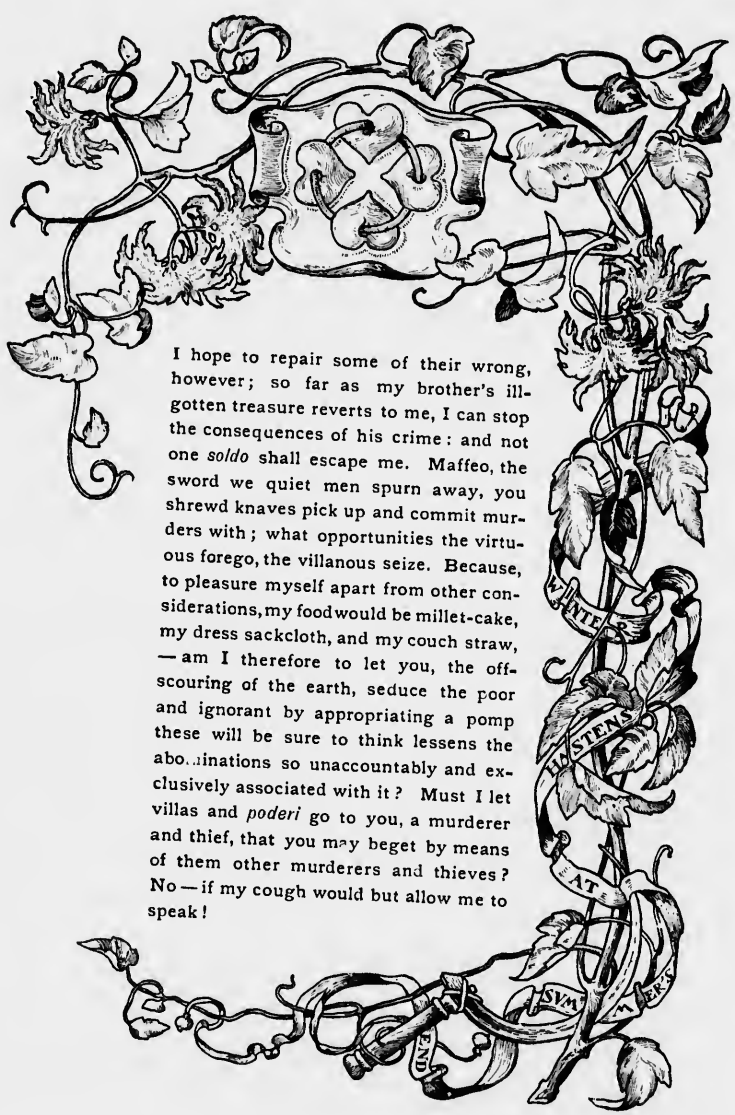 I hope to repair some of their wrong,
however; so far as my brother's ill-
gotten treasure reverts to me, I can stop
the consequences of his crime: and not
one soldo shall escape me. Maffeo, the
sword we quiet men spurn away, you
shrewd knaves pick up and commit mur-
ders with; what opportunities the virtu-
ous forego, the villanous seize. Because,
to pleasure myself apart from other con-
siderations, my food would be millet-cake,
my dress sackcloth, and my couch straw,
— am I therefore to let you, the off-
scouring of the earth, seduce the poor
and ignorant by appropriating a pomp
these will be sure to think lessens the
abominations so unaccountably and ex-
clusively associated with it? Must I let
villas and poderi go to you, a murderer
and thief, that you may beget by means
of them other murderers and thieves?
No — if my cough would but allow me to
speak!
WINTER
HASTENS
AT
SVMMER'S
END